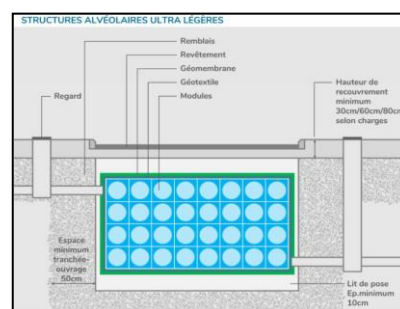 STRUCTURES ALVÉOLAIRES ULTRA LÉGÈRES
Remblais
Revêtement
Géomembrane
Géotextile
Modules
Regard
Hauteur de
recouvrement
minimum
30cm/60cm/80cm
selon charges
Espace
minimum
tranchée-
ouvrage
50cm
Lit de pose
Ep.minimum
10cm